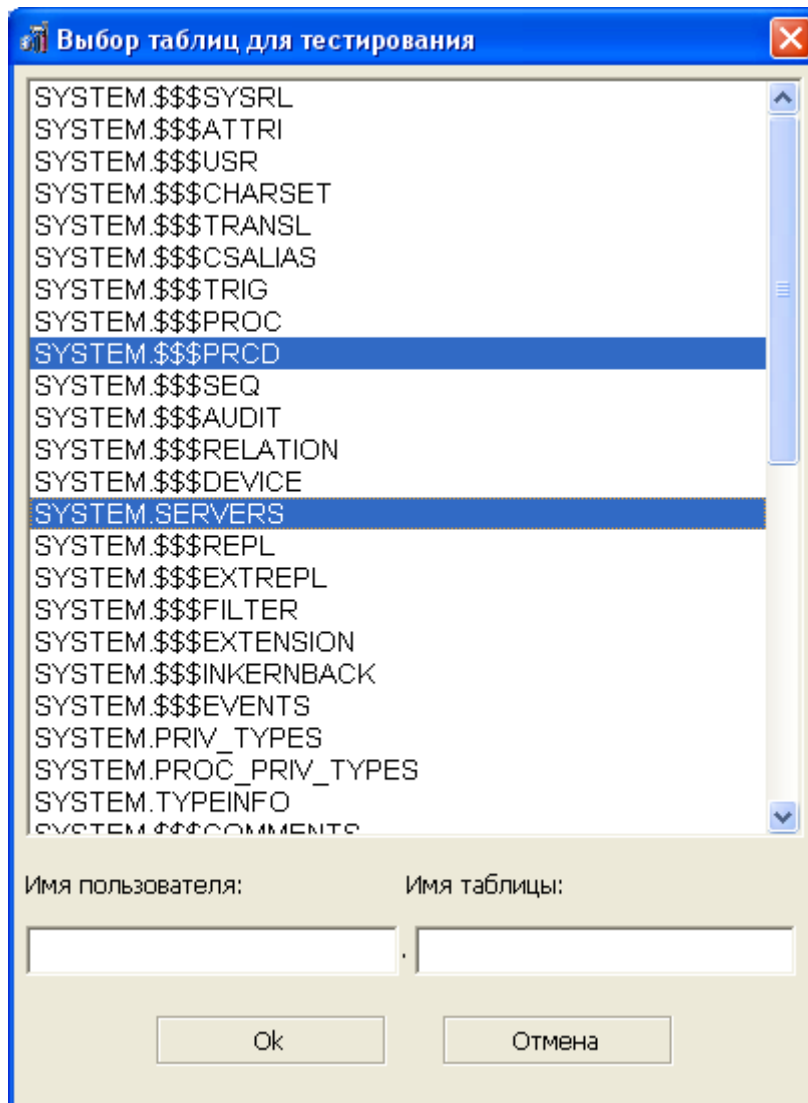 Выбор таблиц для тестирования
SYSTEM.$$$SYSRL
SYSTEM.$$$ATTRI
SYSTEM.$$$USR
SYSTEM.$$$CHARSET
SYSTEM.$$$TRANSL
SYSTEM.$$$CSALIAS
SYSTEM.$$$TRIG
SYSTEM.$$$PROC
SYSTEM.$$$PRCD
SYSTEM.$$$SEQ
SYSTEM.$$$AUDIT
SYSTEM.$$$RELATION
SYSTEM.$$$DEVICE
SYSTEM.SERVERS
SYSTEM.$$$REPL
SYSTEM.$$$EXTREPL
SYSTEM.$$$FILTER
SYSTEM.$$$EXTENSION
SYSTEM.$$$INKERNBACK
SYSTEM.$$$EVENTS
SYSTEM.PRIV_TYPES
SYSTEM.PROC_PRIV_TYPES
SYSTEM.TYPEINFO
SYSTEM.$$$COMMENTS
Имя пользователя: Имя таблицы:
.
Ok Отмена